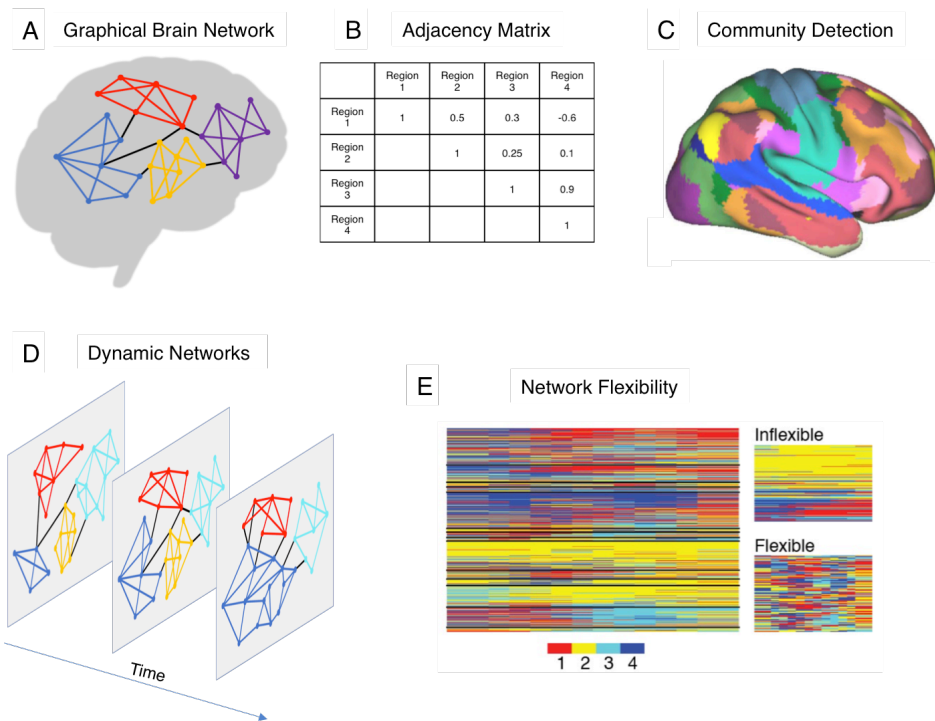 A Graphical Brain Network
B Adjacency Matrix
Region 1 Region 2 Region 3 Region 4
Region 1 1 0.5 0.3 -0.6
Region 2 1 0.25 0.1
Region 3 1 0.9
Region 4 1
C Community Detection
D Dynamic Networks
Time
E Network Flexibility
Inflexible
Flexible
1 2 3 4